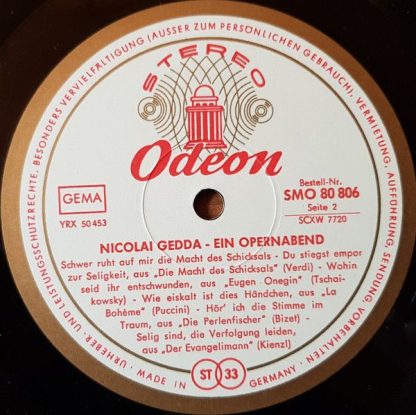 URHEBER- UND LEISTUNGSSCHUTZRECHTE, BESONDERS VERVIELFÄLTIGUNG (AUSSER ZUM PERSÖNLICHEN GEBRAUCH), VERMIETUNG, AUFFÜHRUNG, SENDUNG VORBEHALTEN
STEREO
Odeon
GEMA
YRX 50 453
Bestell-Nr.
SMO 80 806
Seite 2
SCXW 7720
NICOLAI GEDDA - EIN OPERNABEND
Schwer ruht auf mir die Macht des Schicksals - Du stiegst empor
zur Seligkeit, aus „Die Macht des Schicksals" (Verdi) - Wohin
seid ihr entschwunden, aus "Eugen Onegin" (Tschai-
kowsky) - Wie eiskalt ist dies Händchen, aus "La
Bohème" (Puccini) - Hör' ich die Stimme im
Traum, aus „Die Perlenfischer" (Bizet) -
Selig sind, die Verfolgung leiden,
aus „Der Evangelimann" (Kienzl)
MADE IN ST 33 GERMANY